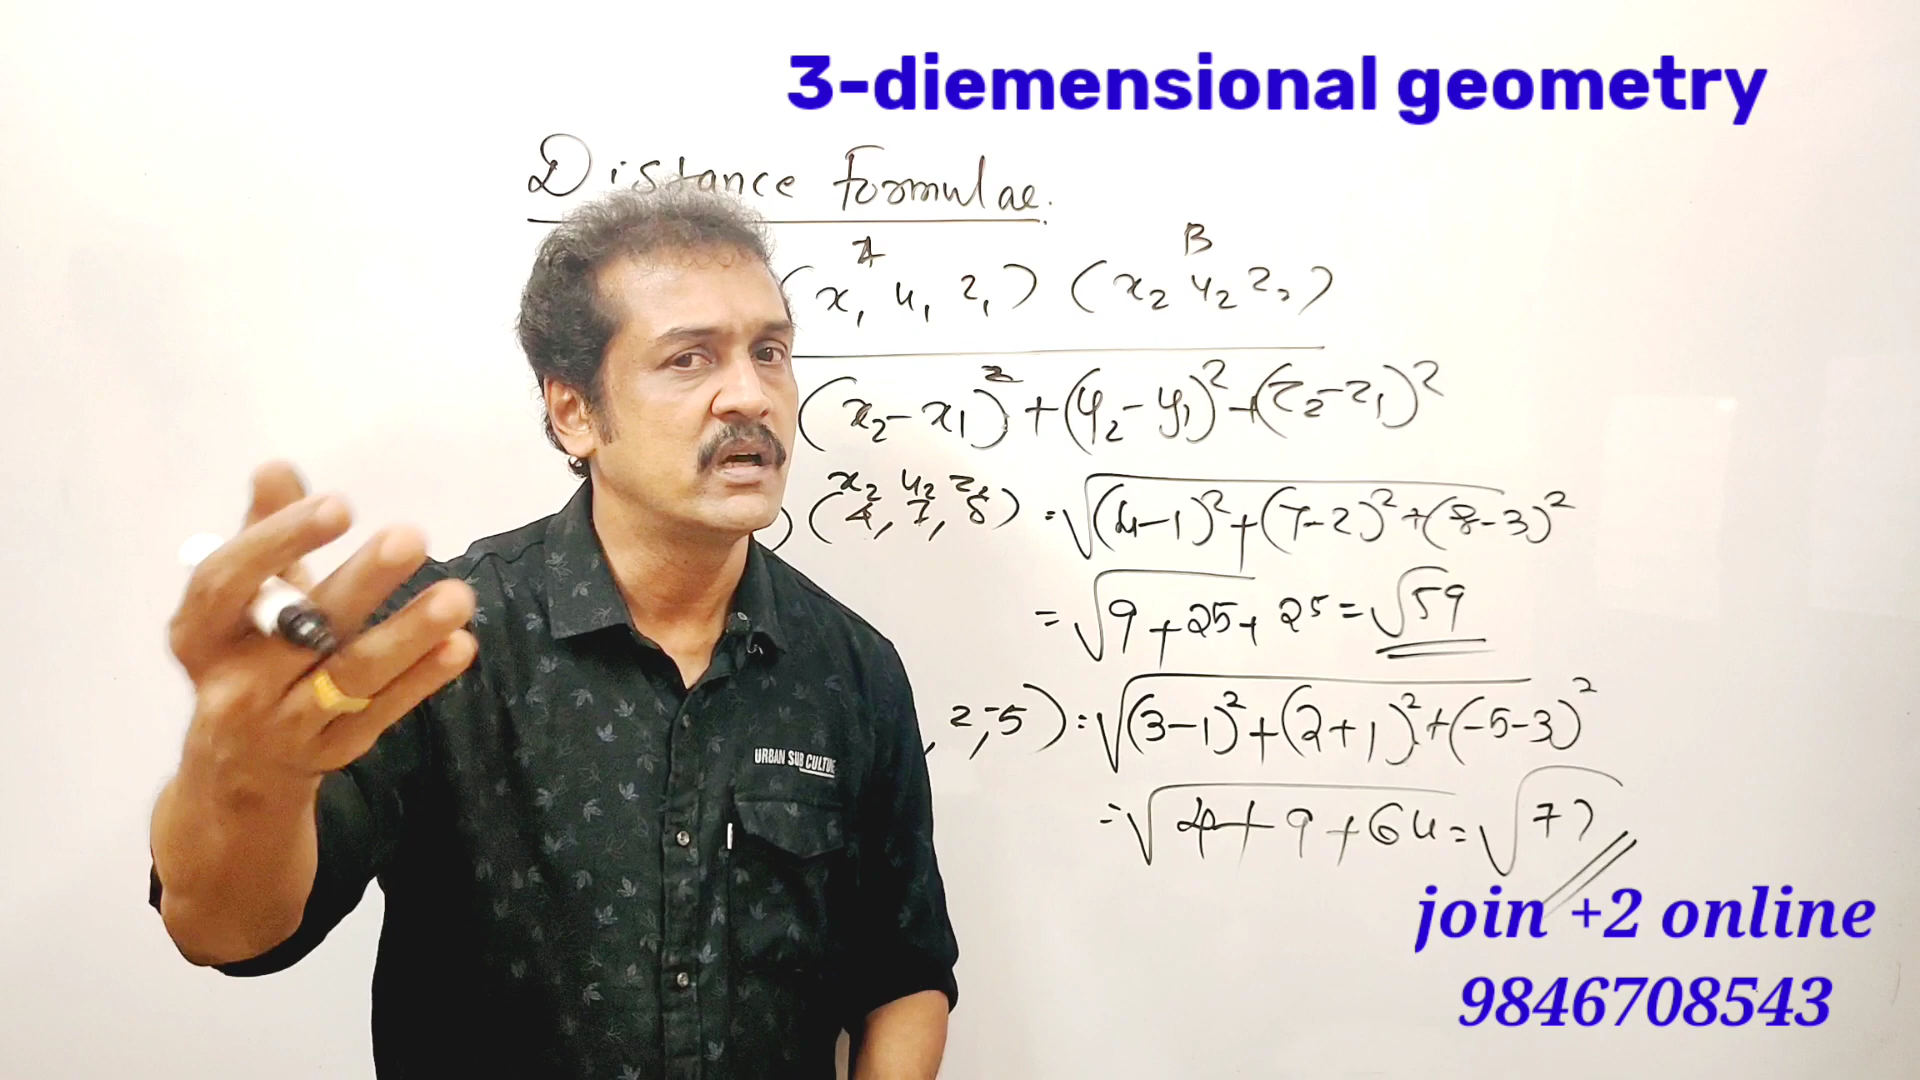 3-diemensional geometry
Distance Formulae.
A B
(x₁ y₁ z₁) (x₂ y₂ z₂)
(x₂-x₁)²+(y₂-y₁)²+(z₂-z₁)²
x₂ y₂ z₂
) (4, 7, 8) = √(4-1)²+(7-2)²+(8-3)²
= √9+25+25 = √59
, 2,-5) = √(3-1)²+(2+1)²+(-5-3)²
= √4+9+64 = √77
URBAN SUB CULTURE
join +2 online
9846708543